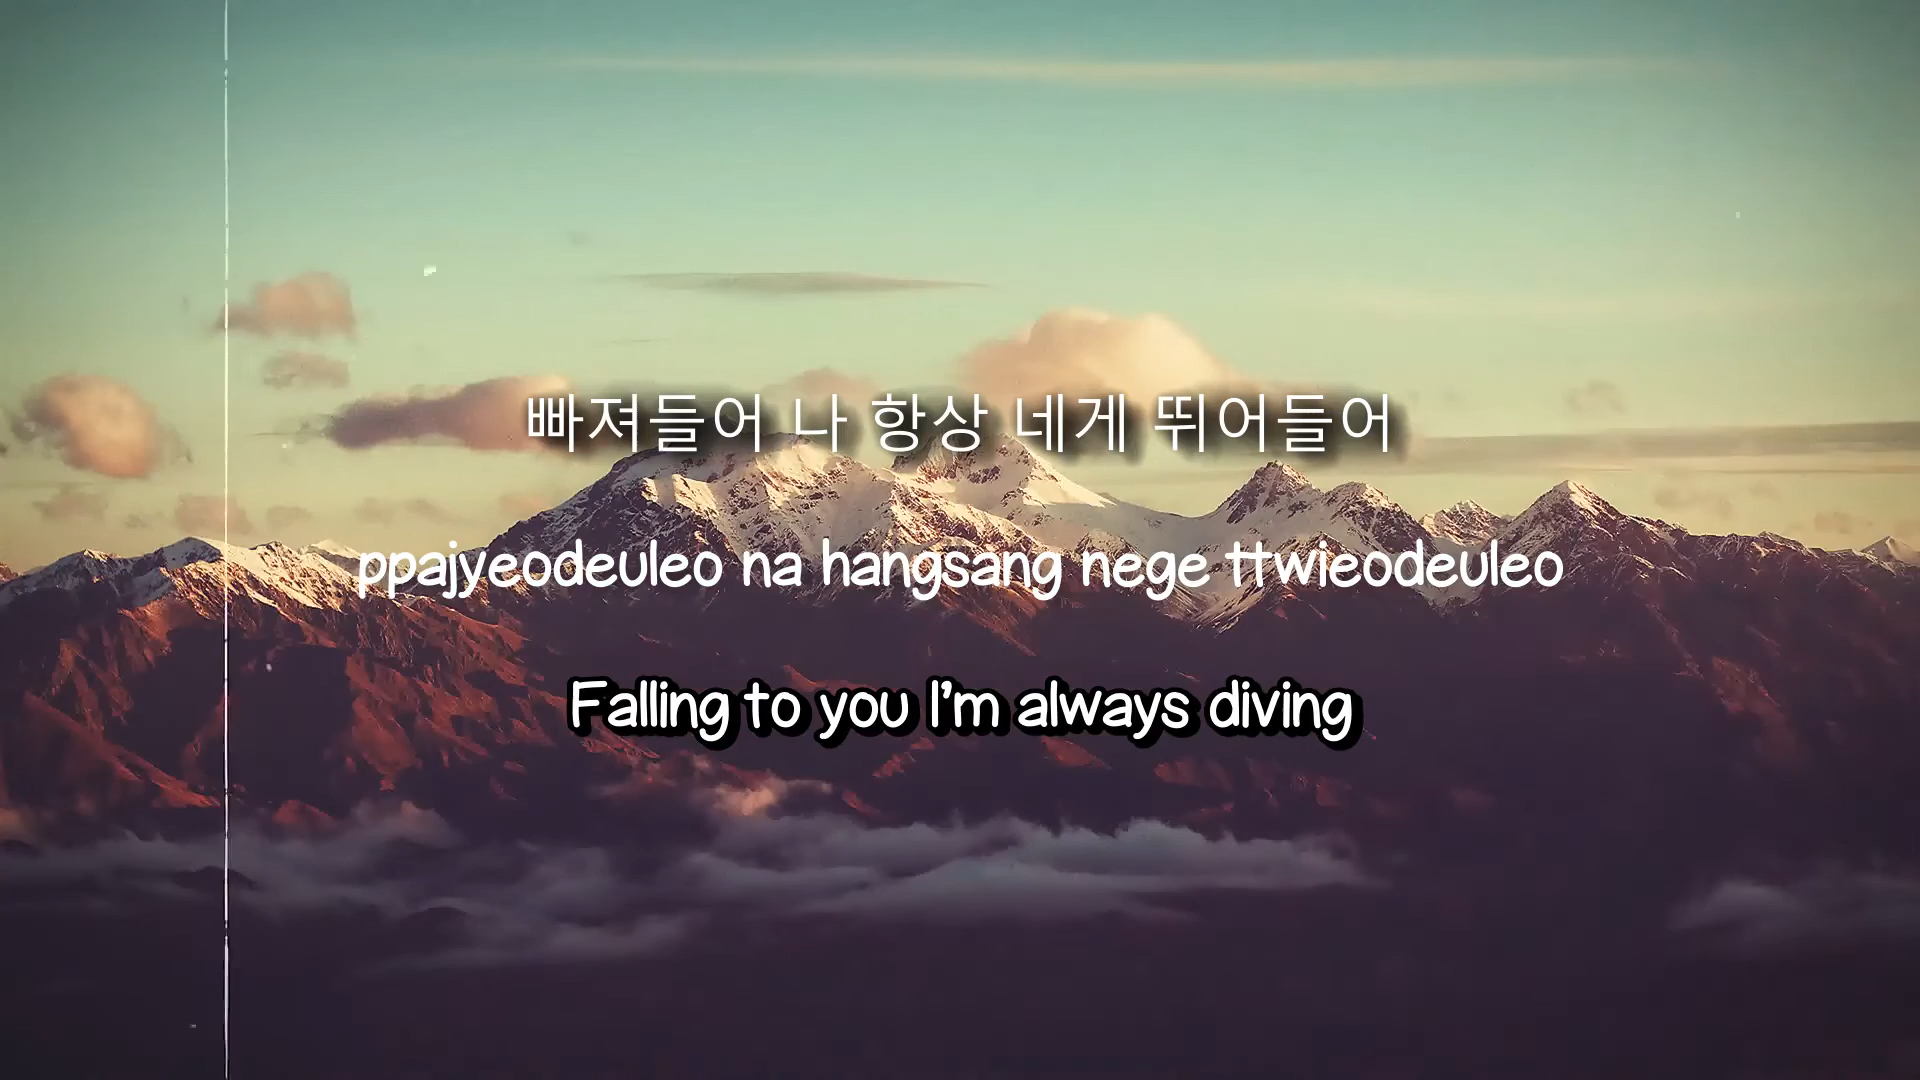 빠져들어 나 항상 네게 뛰어들어
ppajyeodeuleo na hangsang nege ttwieodeuleo
Falling to you I'm always diving